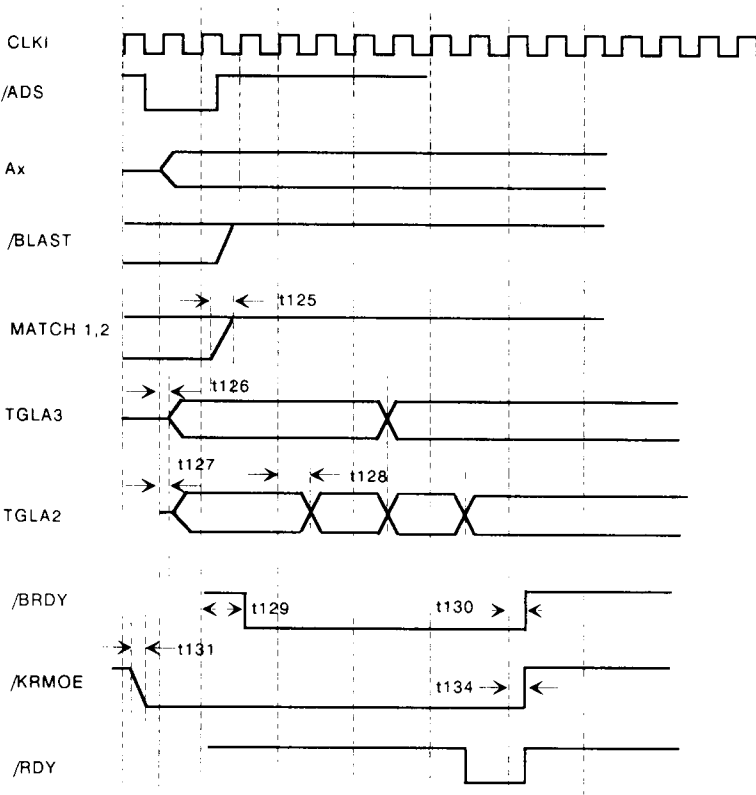 CLKI
/ADS
Ax
/BLAST
t125
MATCH 1,2
t126
TGLA3
t127
t128
TGLA2
/BRDY
t129
t130
t131
/KRMOE
t134
/RDY